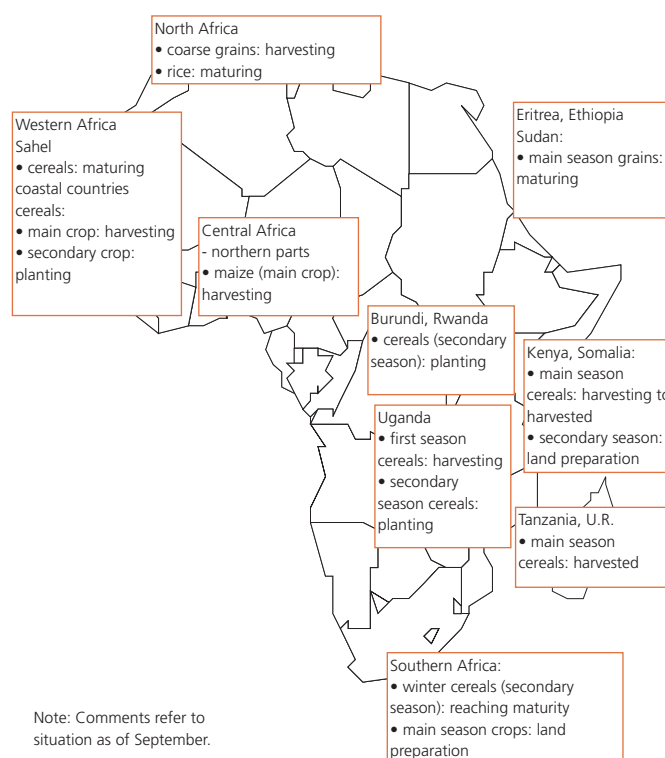 North Africa
• coarse grains: harvesting
• rice: maturing
Western Africa
Sahel
• cereals: maturing
coastal countries
cereals:
• main crop: harvesting
• secondary crop:
planting
Eritrea, Ethiopia
Sudan:
• main season grains:
maturing
Central Africa
- northern parts
• maize (main crop):
harvesting
Burundi, Rwanda
• cereals (secondary
season): planting
Kenya, Somalia:
• main season
cereals: harvesting to
harvested
• secondary season:
land preparation
Uganda
• first season
cereals: harvesting
• secondary
season cereals:
planting
Tanzania, U.R.
• main season
cereals: harvested
Southern Africa:
• winter cereals (secondary
season): reaching maturity
• main season crops: land
preparation
Note: Comments refer to
situation as of September.